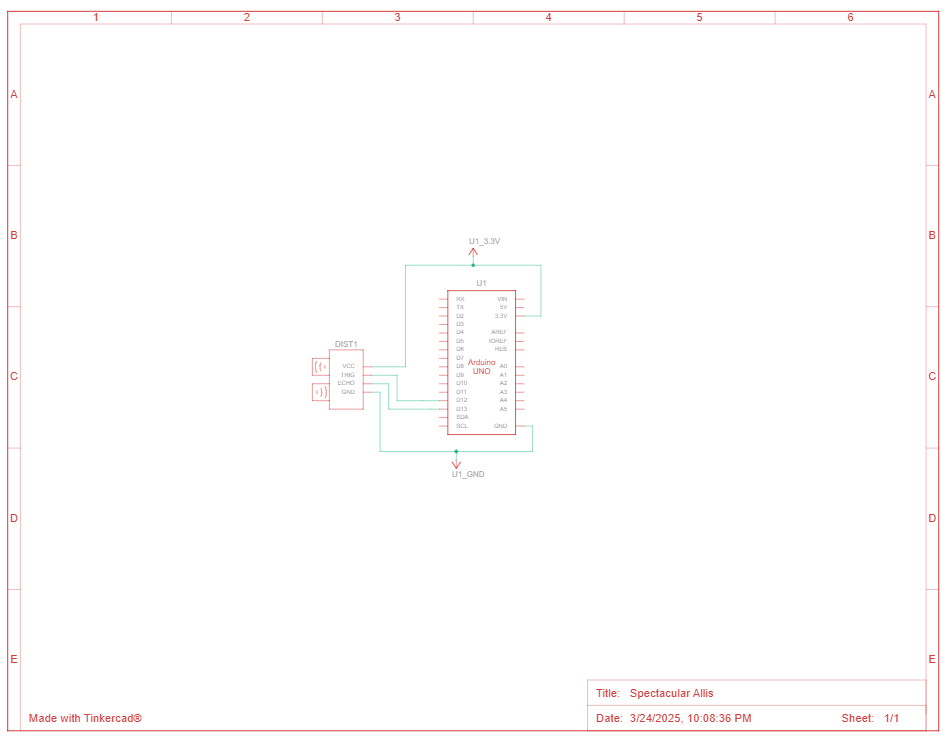 1 2 3 4 5 6
A A
B B
U1_3.3V
U1
RX VIN
TX 5V
D2 3.3V
D3
D4 AREF
D5 IOREF
D6 RES
D7
DIST1
Arduino
UNO
VCC
TRIG
ECHO
GND
D8 A0
D9 A1
D10 A2
D11 A3
D12 A4
D13 A5
SDA
SCL GND
C C
U1_GND
D D
E E
Title: Spectacular Allis
Made with Tinkercad®
Date: 3/24/2025, 10:08:36 PM Sheet: 1/1